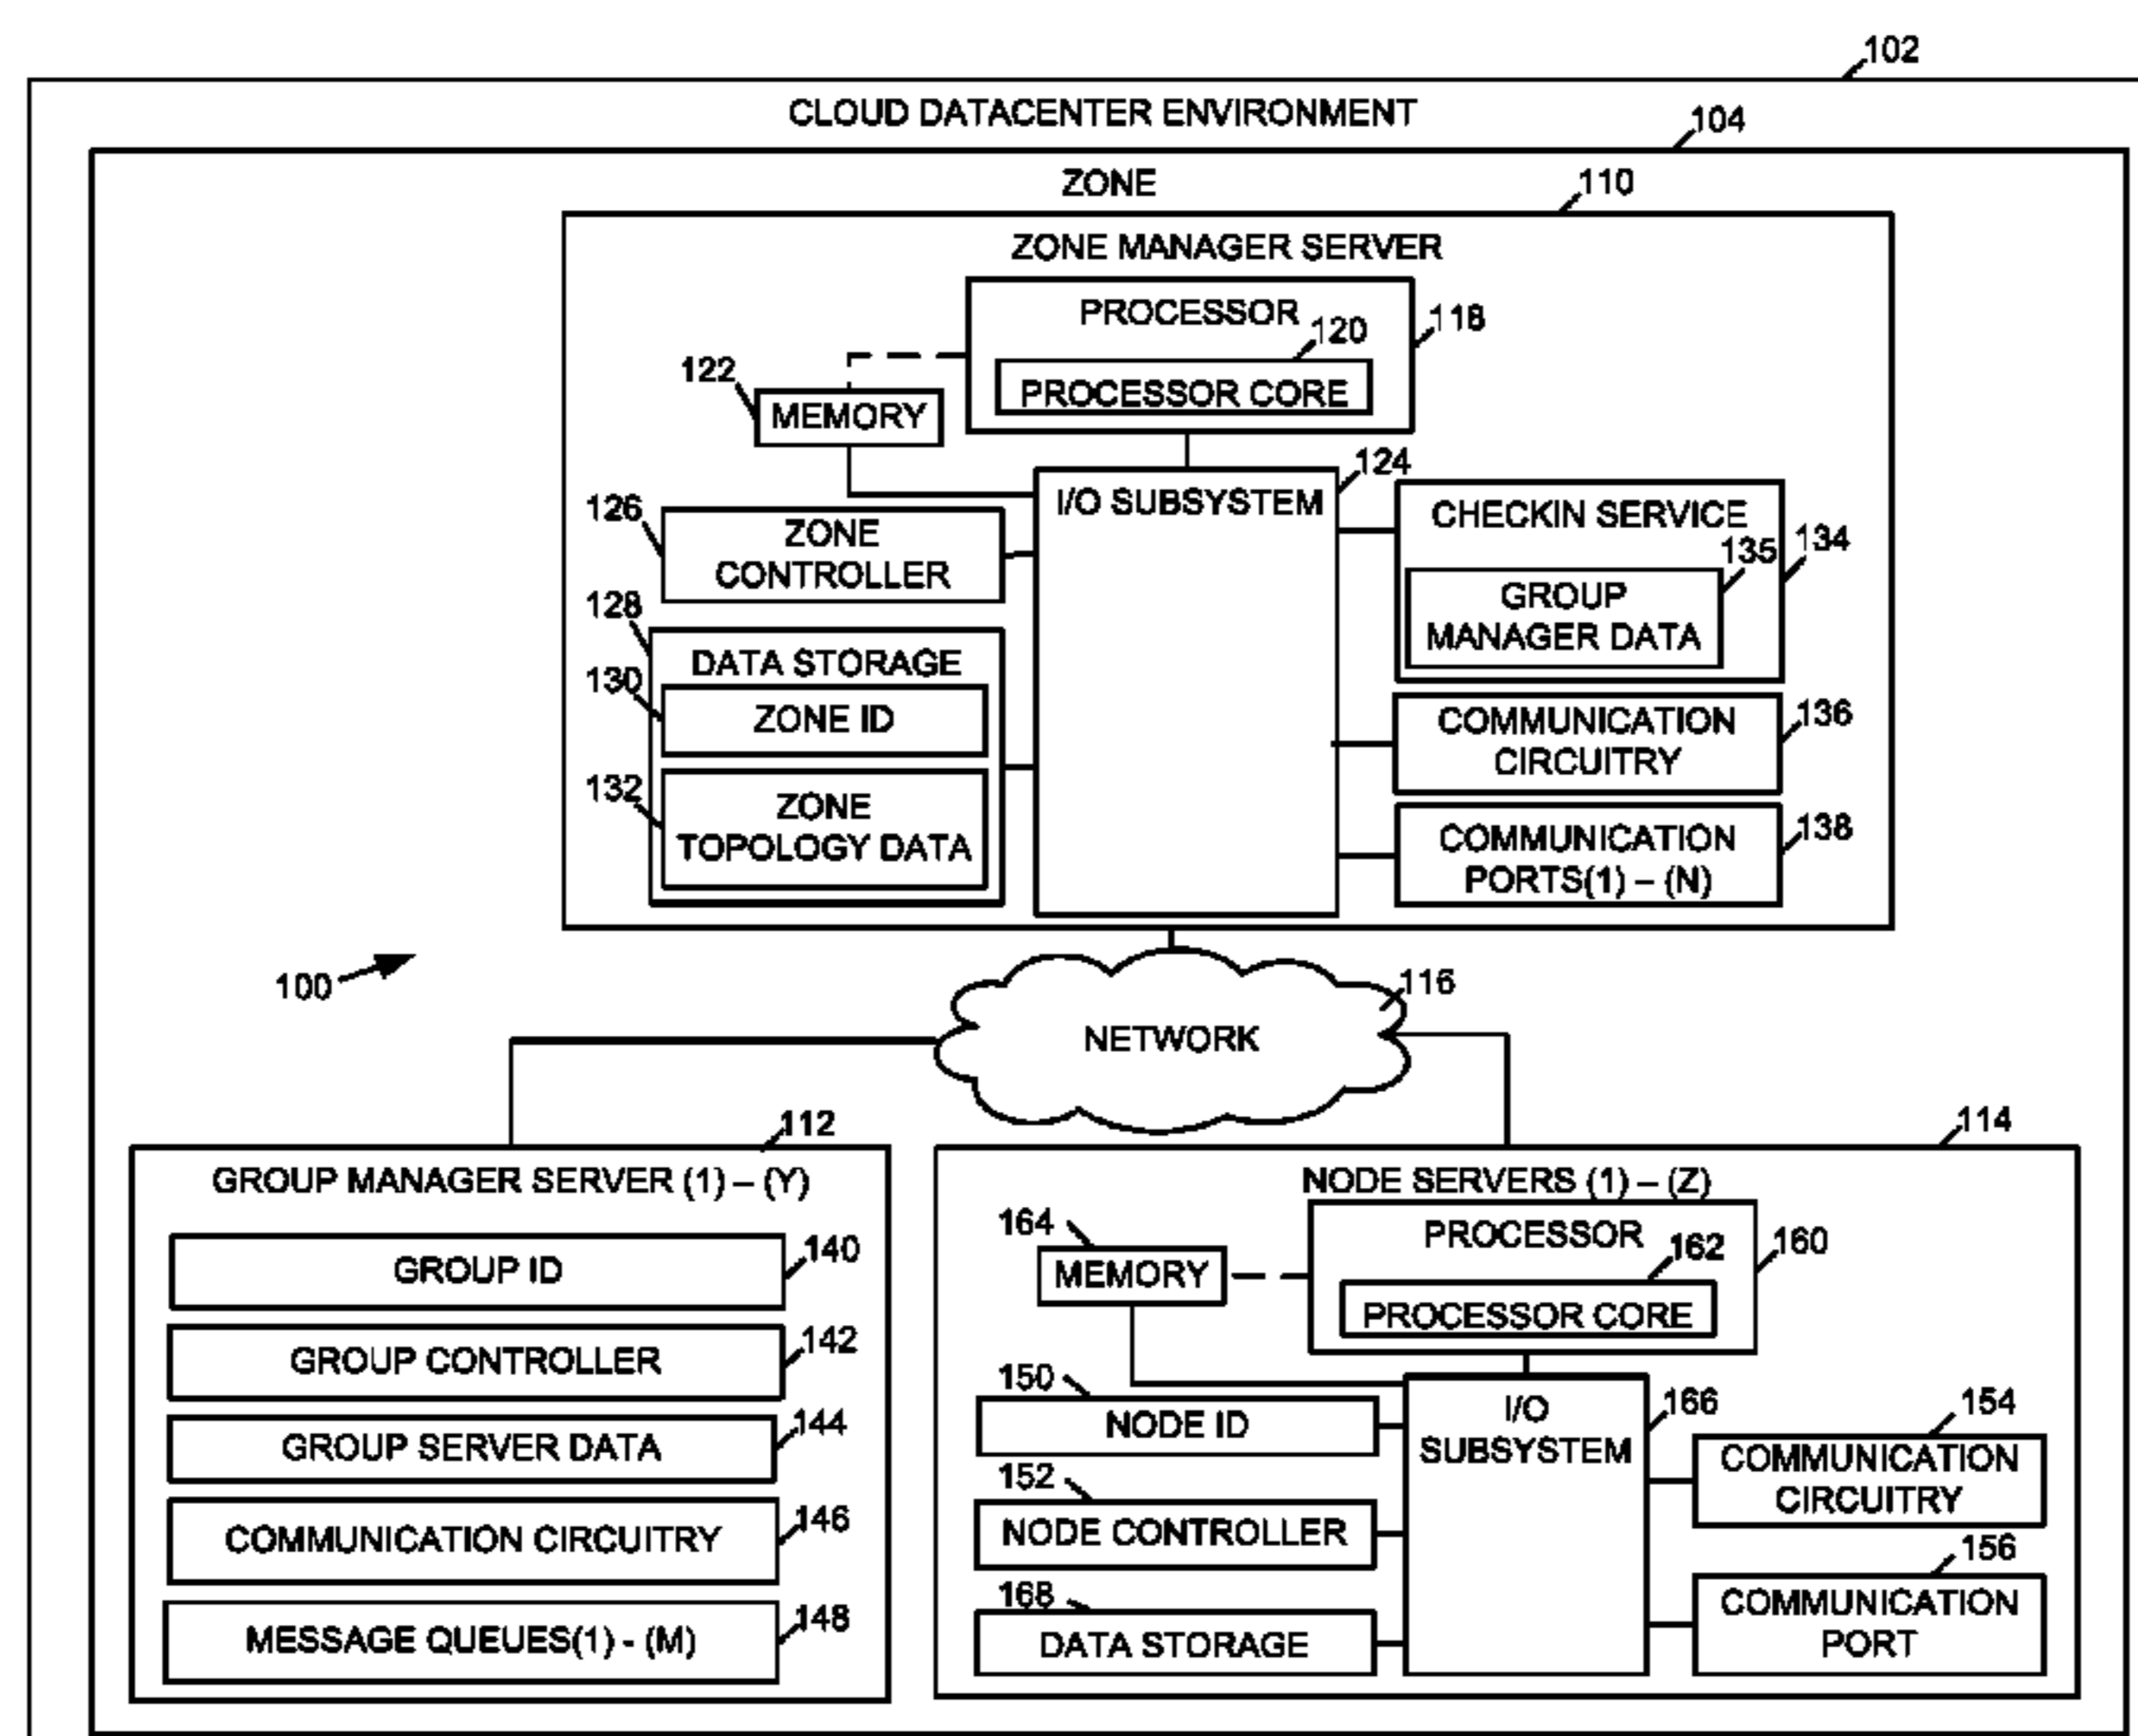 102
CLOUD DATACENTER ENVIRONMENT
104
ZONE
110
ZONE MANAGER SERVER
PROCESSOR
118
120
PROCESSOR CORE
122
MEMORY
124
I/O SUBSYSTEM
126
ZONE
CONTROLLER
128
DATA STORAGE
130
ZONE ID
132
ZONE
TOPOLOGY DATA
CHECKIN SERVICE
134
135
GROUP
MANAGER DATA
COMMUNICATION
CIRCUITRY
136
COMMUNICATION
PORTS(1) – (N)
138
100
116
NETWORK
112
GROUP MANAGER SERVER (1) – (Y)
GROUP ID
140
GROUP CONTROLLER
142
GROUP SERVER DATA
144
COMMUNICATION CIRCUITRY
146
MESSAGE QUEUES(1) - (M)
148
114
NODE SERVERS (1) – (Z)
PROCESSOR
160
162
PROCESSOR CORE
164
MEMORY
150
NODE ID
152
NODE CONTROLLER
168
DATA STORAGE
I/O
SUBSYSTEM
166
154
COMMUNICATION
CIRCUITRY
156
COMMUNICATION
PORT